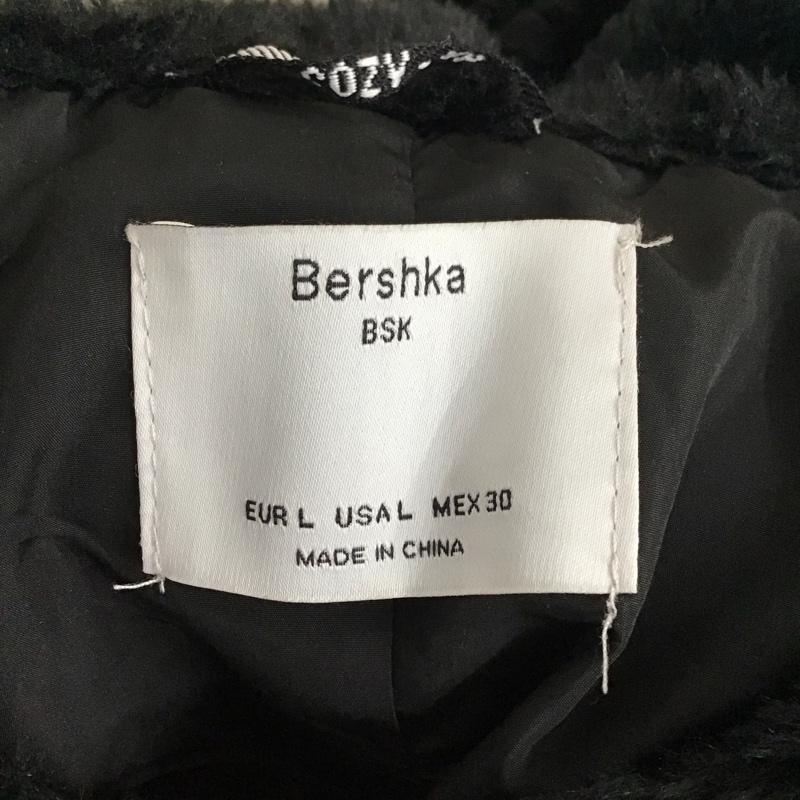 COZY
Bershka
BSK
EUR L USA L MEX 30
MADE IN CHINA